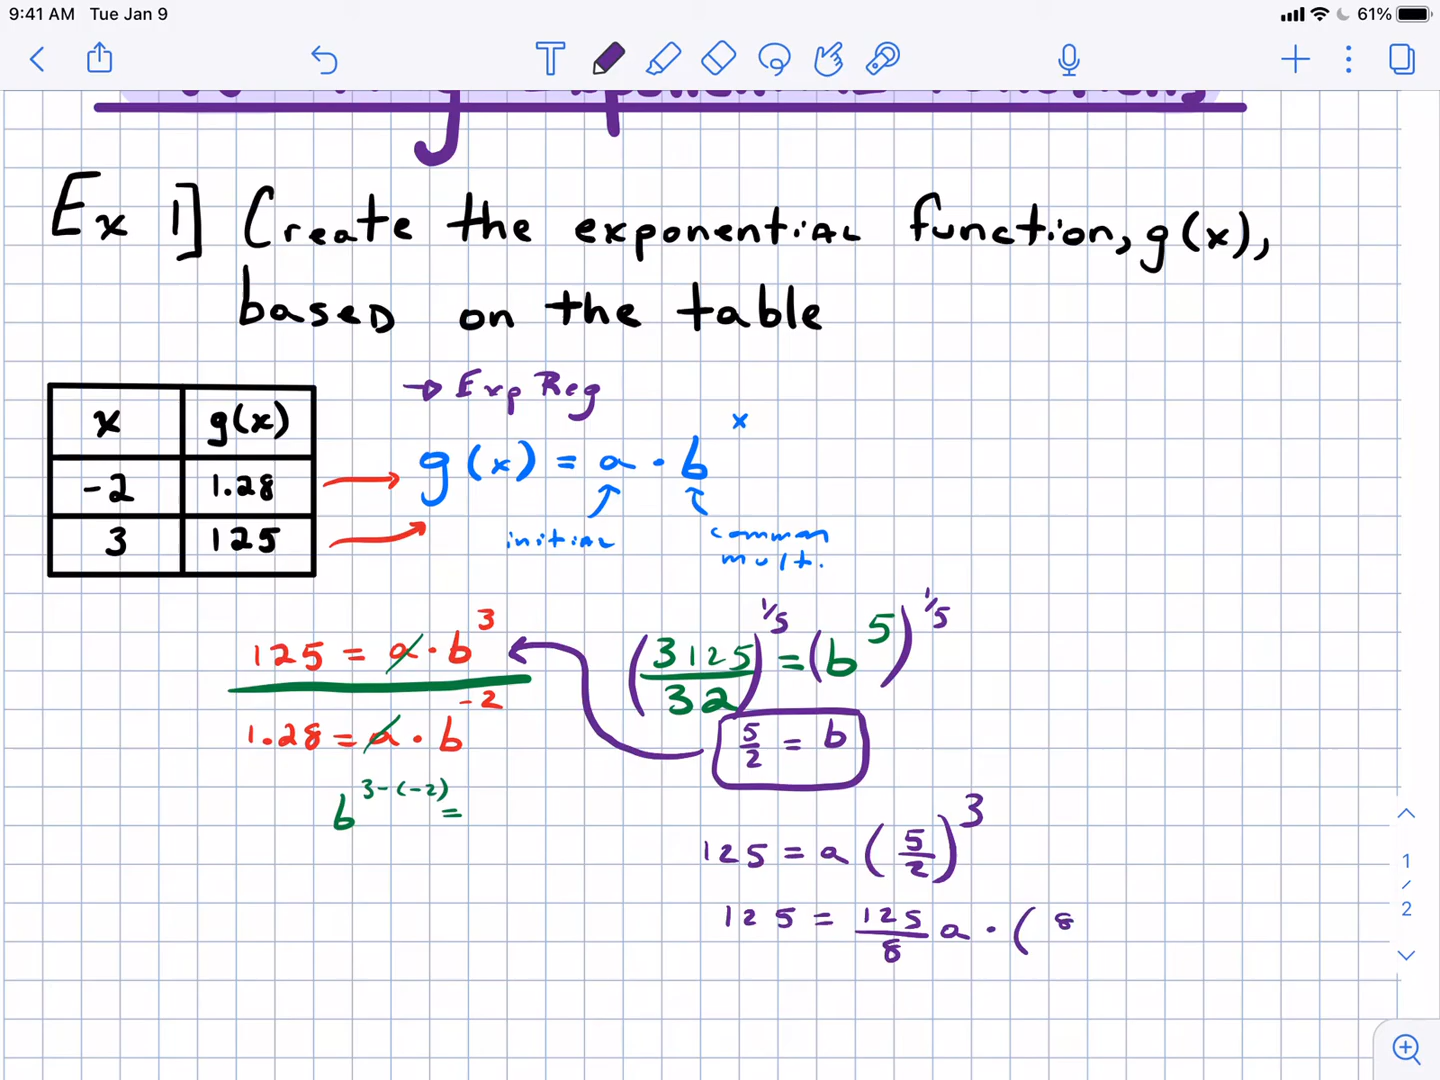 9:41 AM Tue Jan 9
61%
Ex 1] Create the exponential function, g(x),
based on the table
x g(x)
-2 1.28
3 125
→ Exp Reg
g(x) = a · b^x
initial
common
mult.
125 = a · b^3
1.28 = a · b^-2
b^3-(-2) =
(3125/32)^1/5 = (b^5)^1/5
5/2 = b
125 = a (5/2)^3
125 = 125/8 a · ( 8
1
/
2